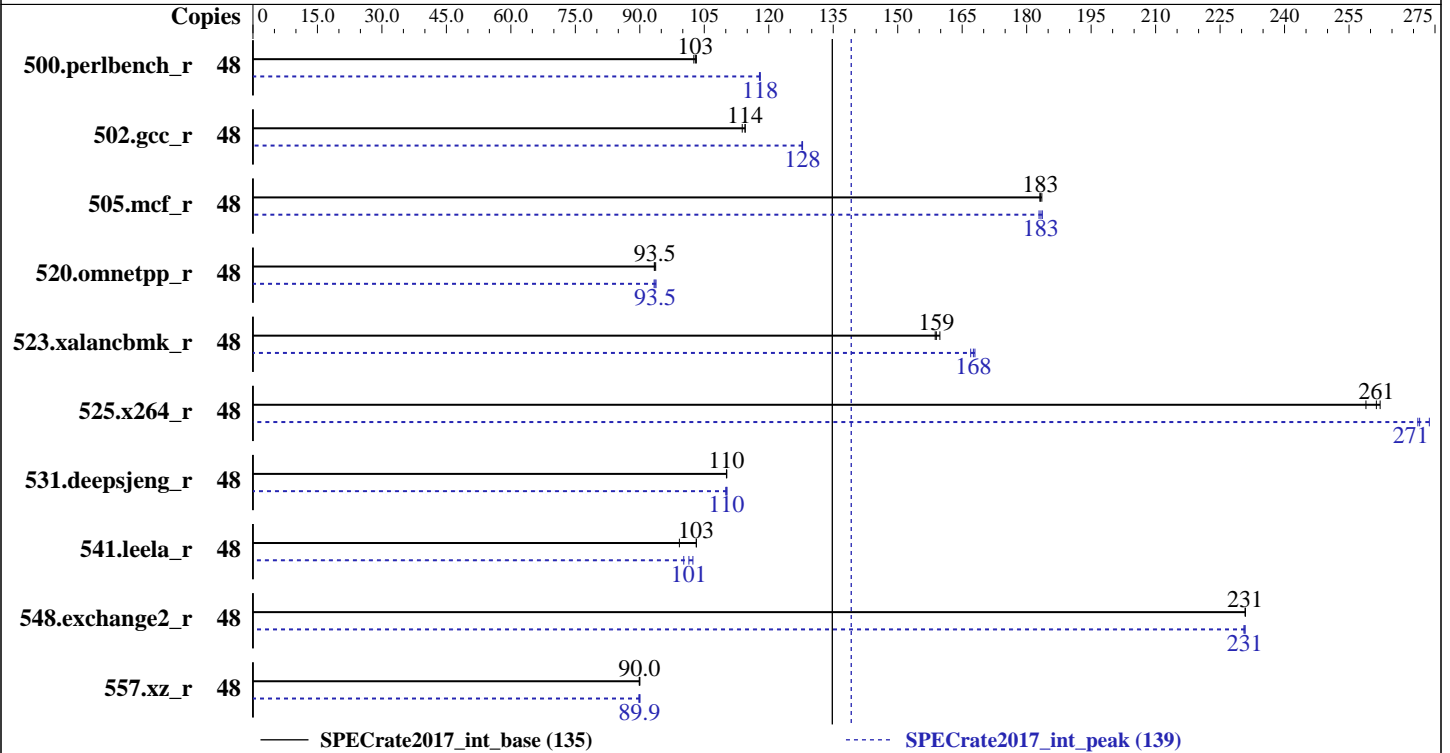 Copies 0 15.0 30.0 45.0 60.0 75.0 90.0 105 120 135 150 165 180 195 210 225 240 255 275
500.perlbench_r 48 103
118
502.gcc_r 48 114
128
505.mcf_r 48 183
183
520.omnetpp_r 48 93.5
93.5
523.xalancbmk_r 48 159
168
525.x264_r 48 261
271
531.deepsjeng_r 48 110
110
541.leela_r 48 103
101
548.exchange2_r 48 231
231
557.xz_r 48 90.0
89.9
SPECrate2017_int_base (135) SPECrate2017_int_peak (139)